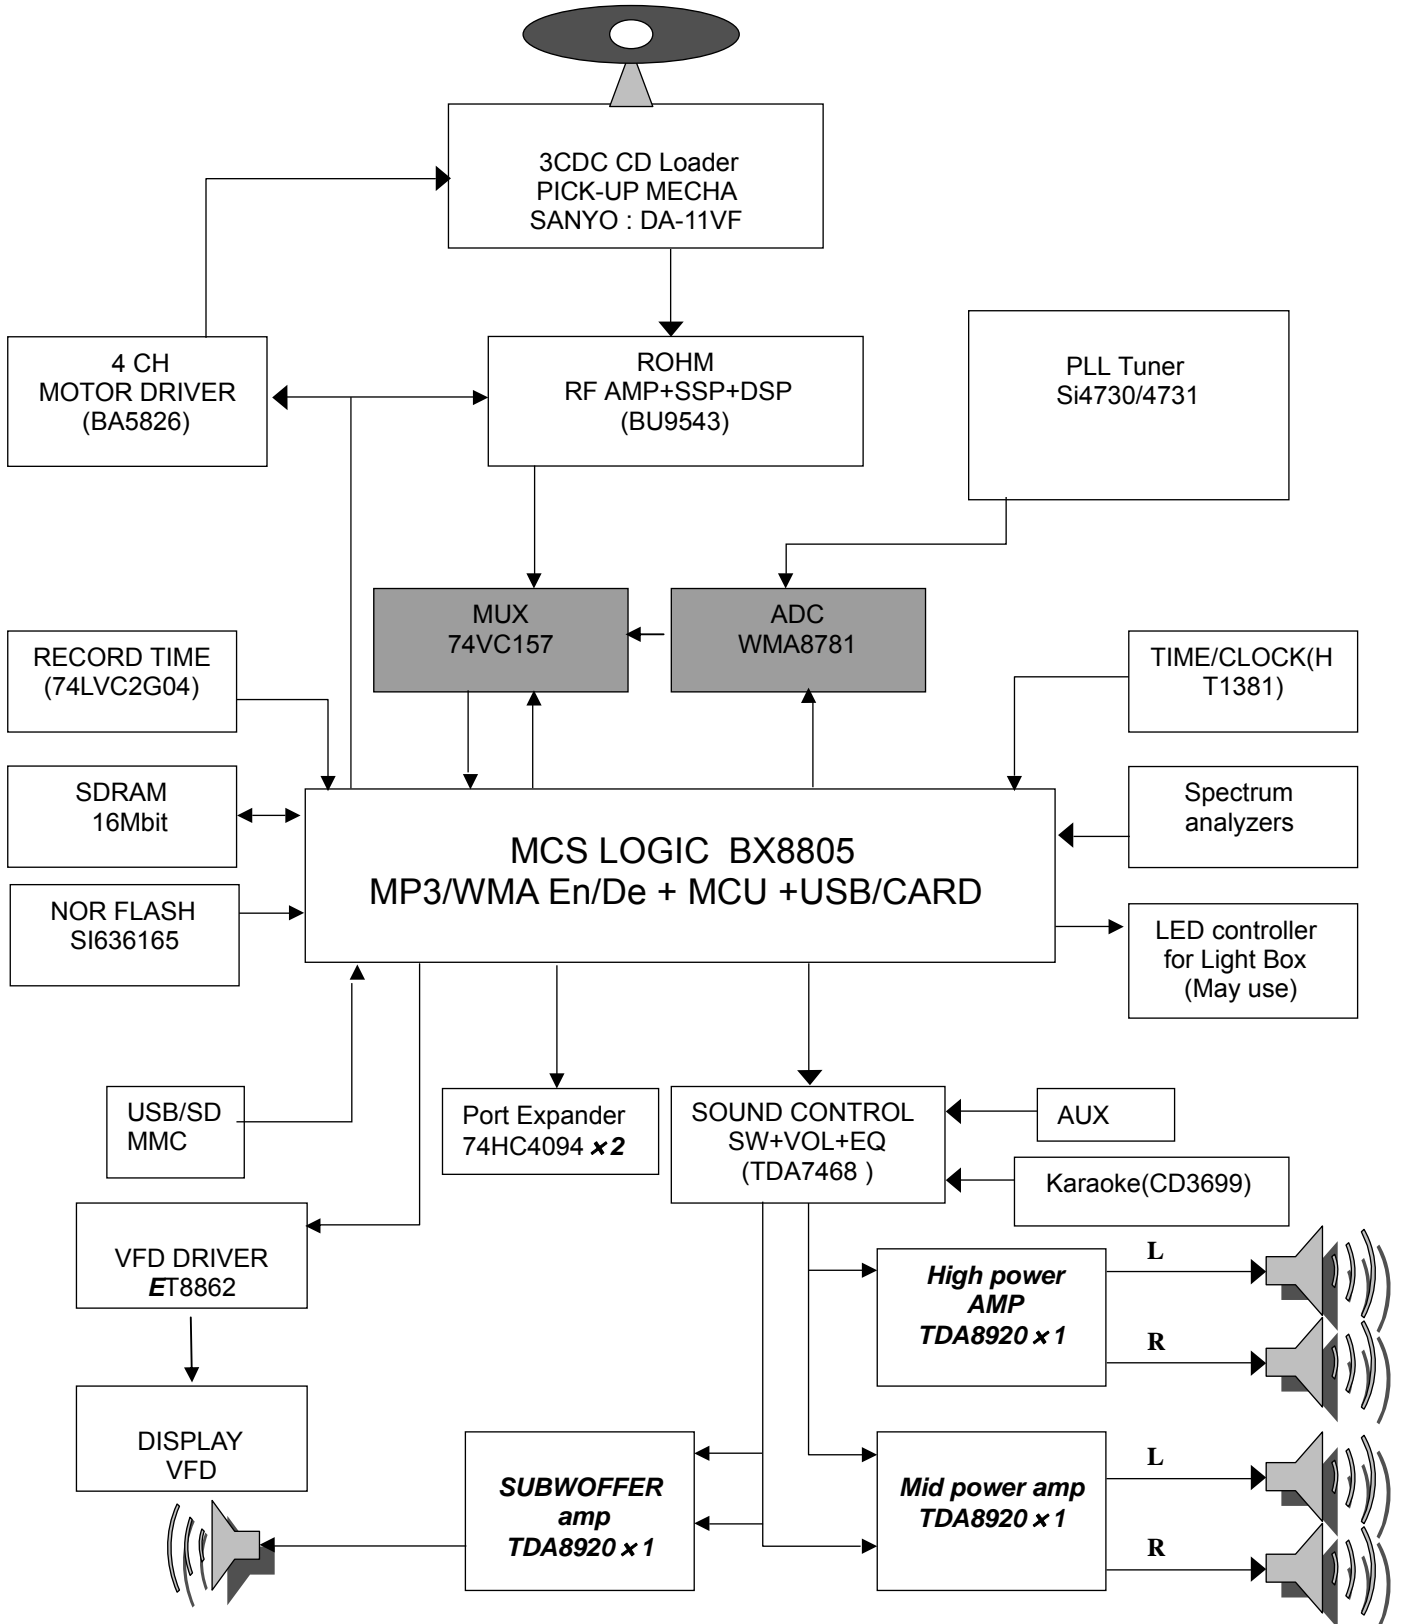 3CDC CD Loader
PICK-UP MECHA
SANYO : DA-11VF
4 CH
MOTOR DRIVER
(BA5826)
ROHM
RF AMP+SSP+DSP
(BU9543)
PLL Tuner
Si4730/4731
MUX
74VC157
ADC
WMA8781
RECORD TIME
(74LVC2G04)
TIME/CLOCK(H
T1381)
SDRAM
16Mbit
Spectrum
analyzers
MCS LOGIC BX8805
MP3/WMA En/De + MCU +USB/CARD
NOR FLASH
SI636165
LED controller
for Light Box
(May use)
USB/SD
MMC
Port Expander
74HC4094 ×2
SOUND CONTROL
SW+VOL+EQ
(TDA7468 )
AUX
Karaoke(CD3699)
VFD DRIVER
ET8862
High power
AMP
TDA8920 × 1
L
R
DISPLAY
VFD
SUBWOFFER
amp
TDA8920 × 1
Mid power amp
TDA8920 × 1
L
R